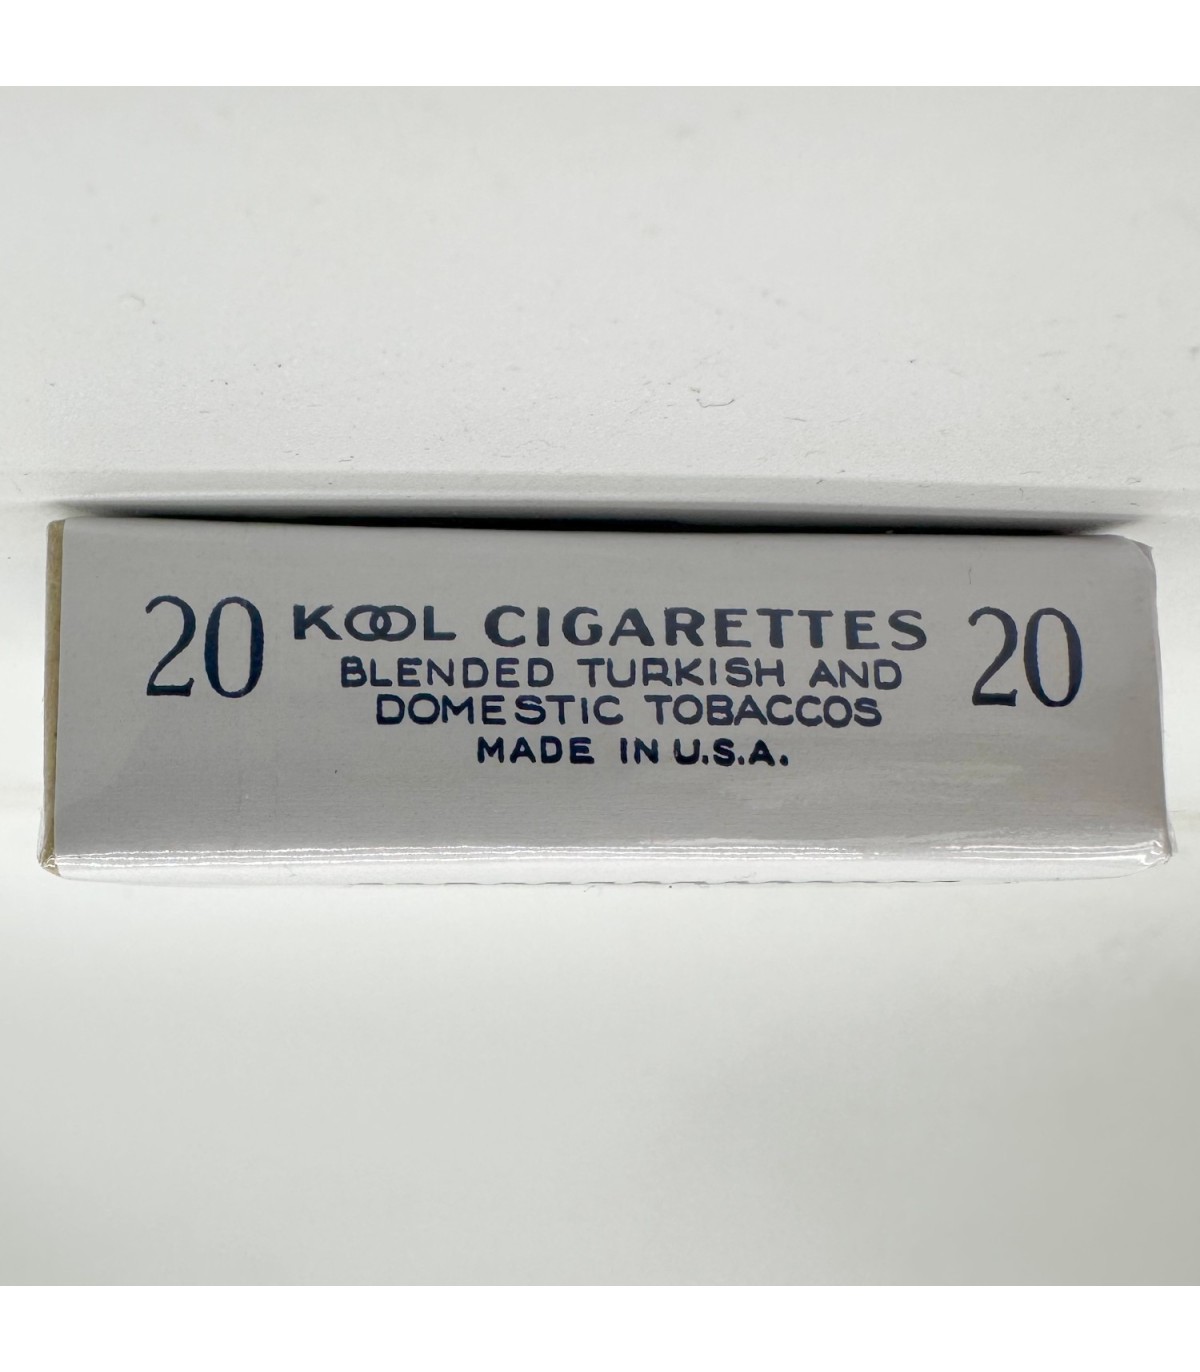 20 KOOL CIGARETTES 20
BLENDED TURKISH AND
DOMESTIC TOBACCOS
MADE IN U.S.A.